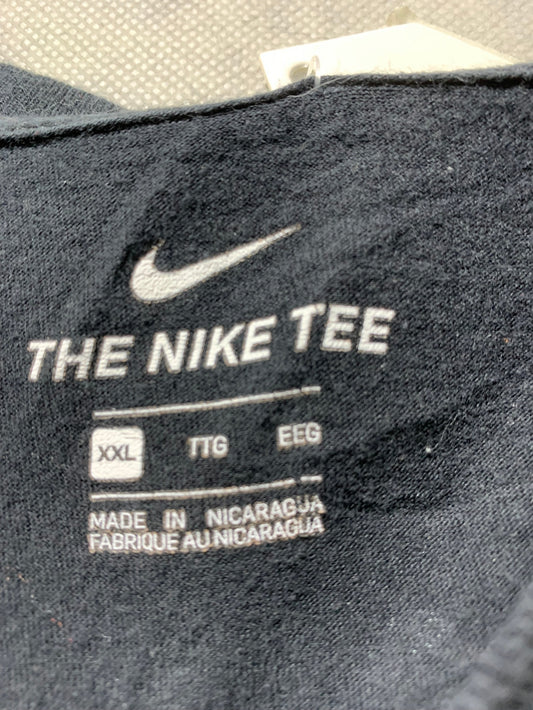 THE NIKE TEE
XXL TTG EEG
MADE IN NICARAGUA
FABRIQUE AU NICARAGUA